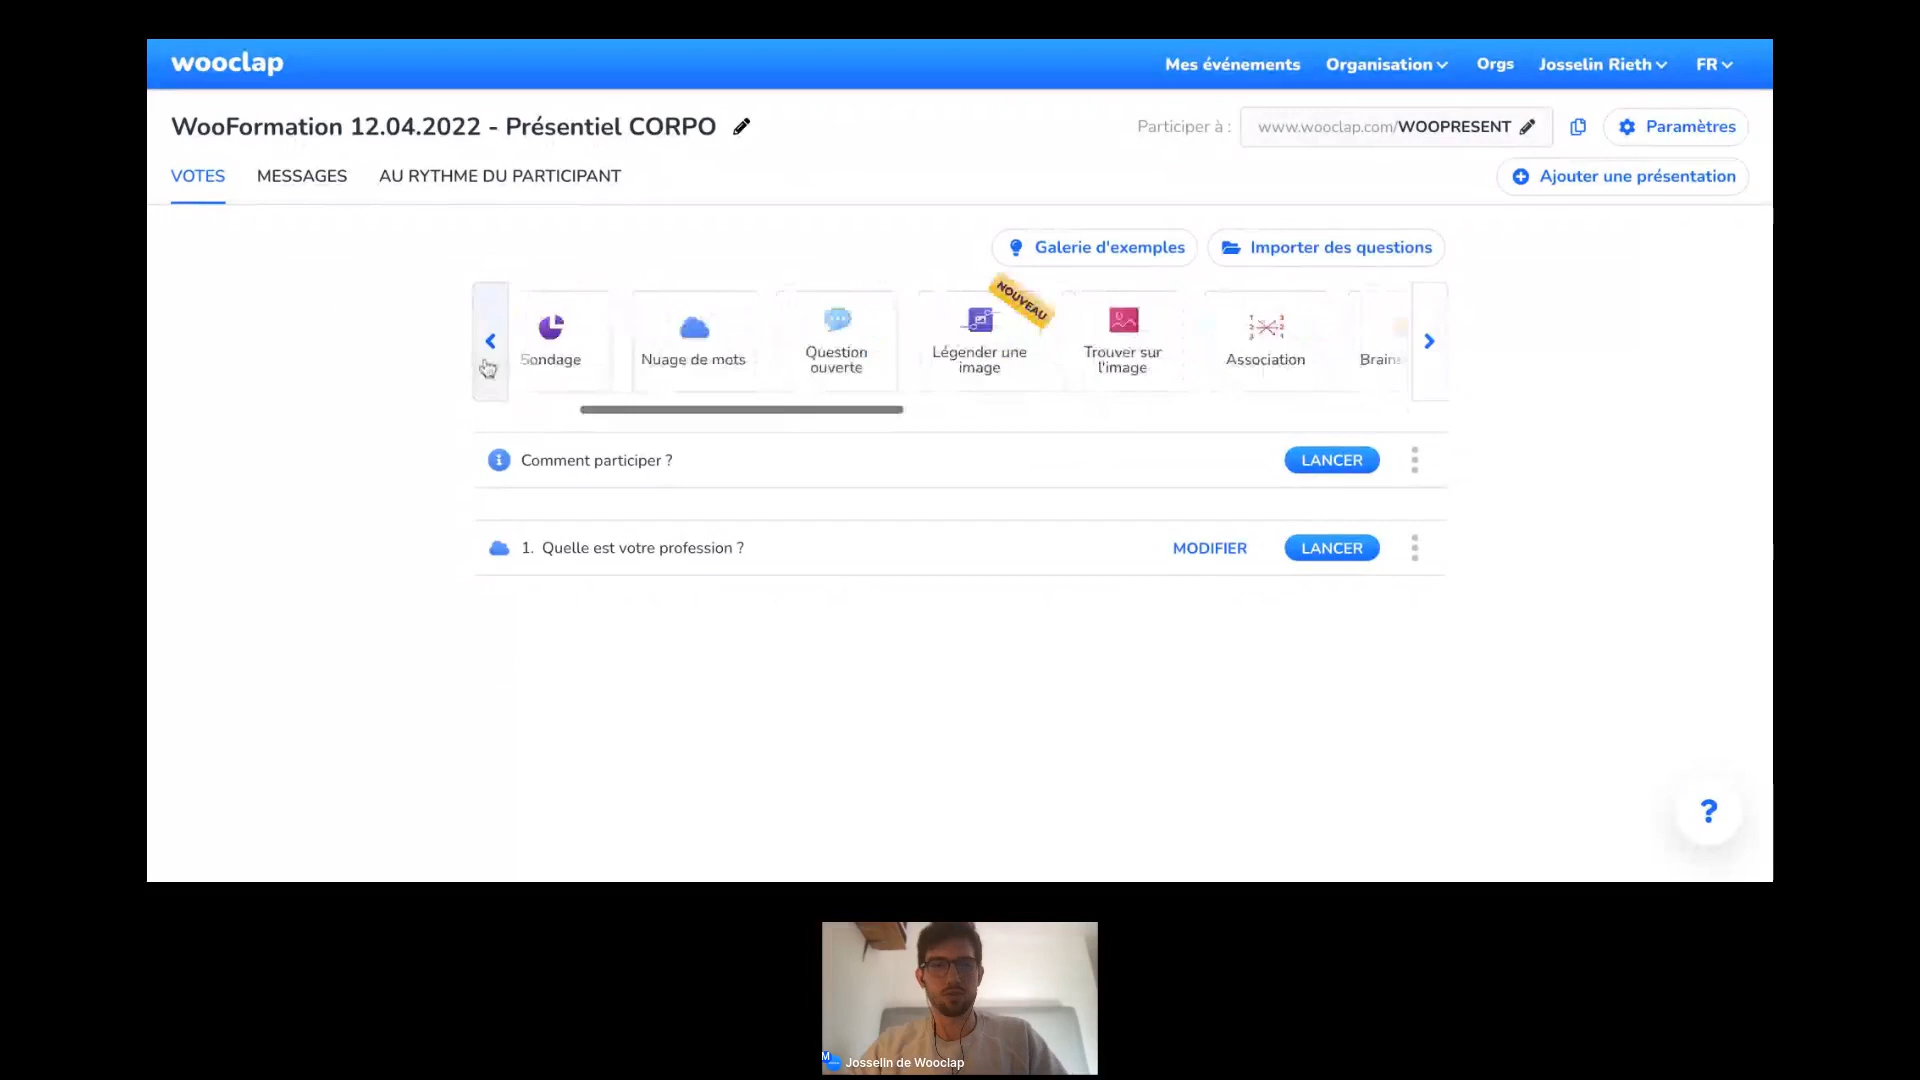 wooclap
Mes événements
Organisation
Orgs
Josselin Rieth
FR
WooFormation 12.04.2022 - Présentiel CORPO
Participer à :
www.wooclap.com/WOOPRESENT
Paramètres
VOTES
MESSAGES
AU RYTHME DU PARTICIPANT
Ajouter une présentation
Galerie d'exemples
Importer des questions
Sondage
Nuage de mots
Question
ouverte
NOUVEAU
Légender une
image
Trouver sur
l'image
Association
Brains
Comment participer ?
LANCER
1. Quelle est votre profession ?
MODIFIER
LANCER
?
M
Josselin de Wooclap